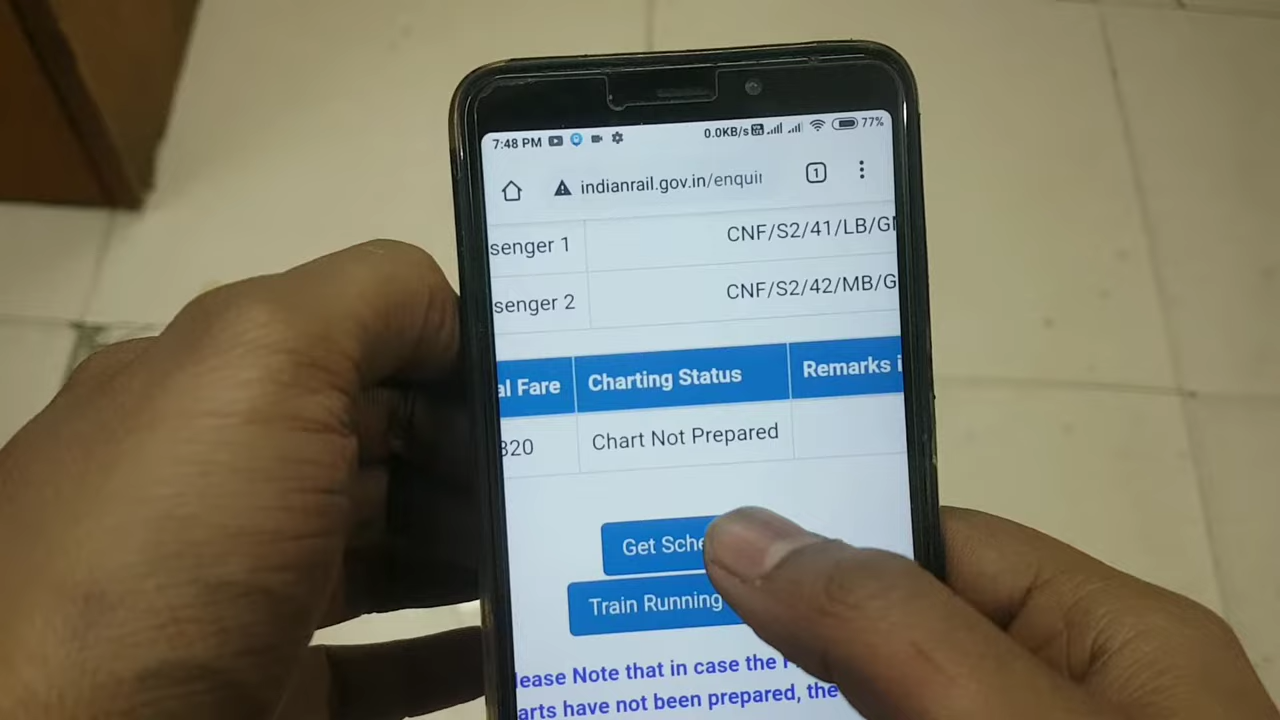 7:48 PM 0.0KB/s 77%
indianrail.gov.in/enquir 1
senger 1 CNF/S2/41/LB/G
senger 2 CNF/S2/42/MB/G
al Fare Charting Status Remarks i
320 Chart Not Prepared
Get Sche
Train Running
lease Note that in case the
arts have not been prepared, the